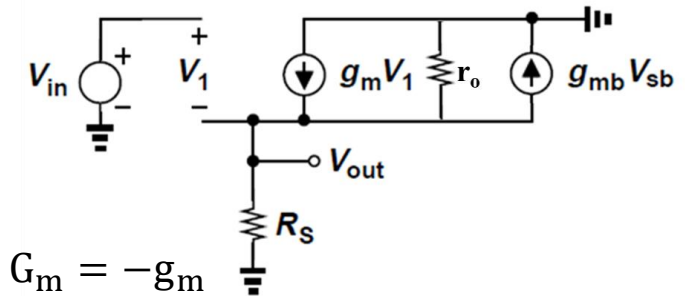 + +
V_in V_1 g_m V_1 r_o g_mb V_sb
− −
V_out
R_S
G_m = −g_m